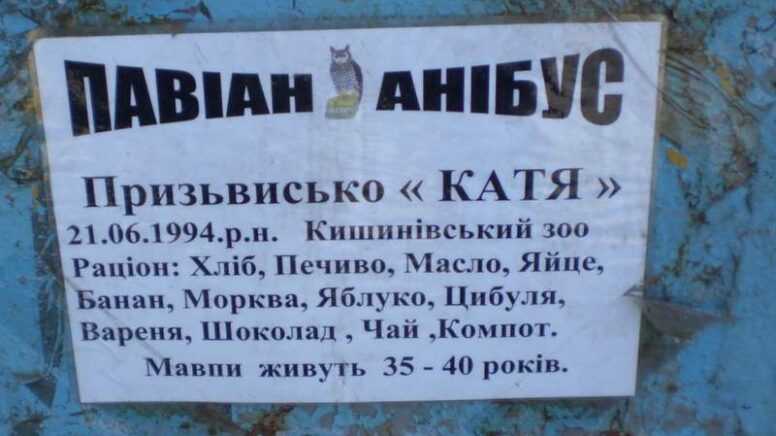 ПАВІАН АНІБУС
Призьвисько « КАТЯ »
21.06.1994.р.н. Кишинівський зоо
Раціон: Хліб, Печиво, Масло, Яйце,
Банан, Морква, Яблуко, Цибуля,
Вареня, Шоколад , Чай ,Компот.
Мавпи живуть 35 - 40 років.